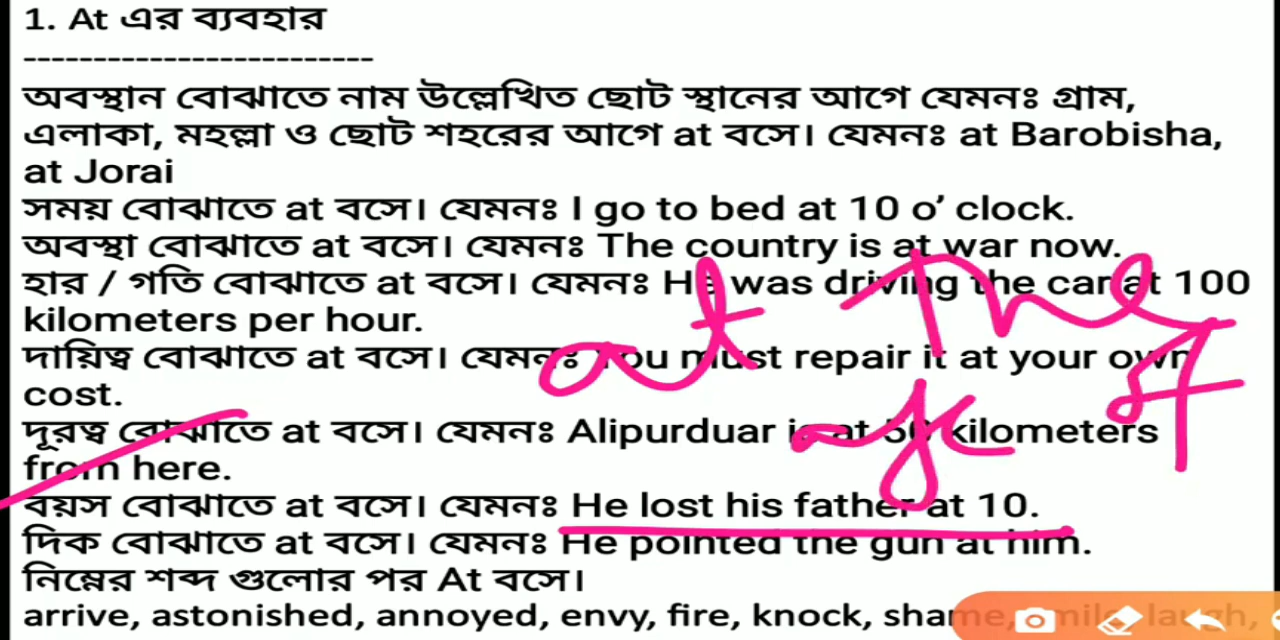 1. At এর ব্যবহার
-------------------------
অবস্থান বোঝাতে নাম উল্লেখিত ছোট স্থানের আগে যেমনঃ গ্রাম,
এলাকা, মহল্লা ও ছোট শহরের আগে at বসে। যেমনঃ at Barobisha,
at Jorai
সময় বোঝাতে at বসে। যেমনঃ I go to bed at 10 o’ clock.
অবস্থা বোঝাতে at বসে। যেমনঃ The country is at war now.
হার / গতি বোঝাতে at বসে। যেমনঃ He was driving the car at 100
kilometers per hour.
at the
দায়িত্ব বোঝাতে at বসে। যেমনঃ You must repair it at your own
cost.
দূরত্ব বোঝাতে at বসে। যেমনঃ Alipurduar is at 50 kilometers
from here.
বয়স বোঝাতে at বসে। যেমনঃ He lost his father at 10.
দিক বোঝাতে at বসে। যেমনঃ He pointed the gun at him.
নিম্নের শব্দ গুলোর পর At বসে।
arrive, astonished, annoyed, envy, fire, knock, shame, smile, laugh,